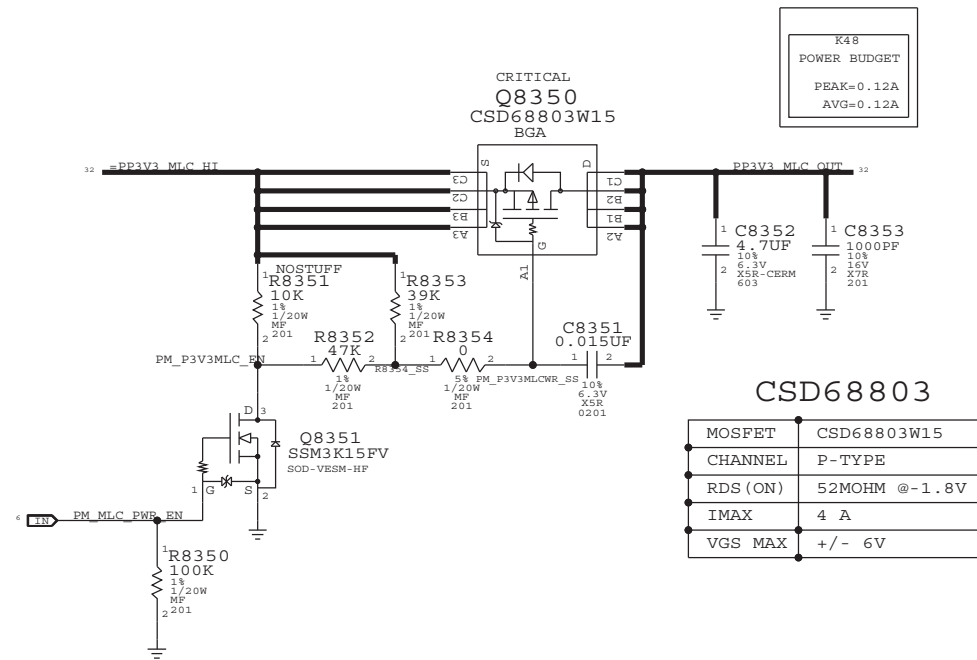 K48
POWER BUDGET
PEAK=0.12A
AVG=0.12A
CRITICAL
Q8350
CSD68803W15
BGA
32 =PP3V3_MLC_HI
S
D
C3
C2
B3
A3
C1
B2
B1
A2
G
A1
PP3V3_MLC_OUT 32
1
C8352
4.7UF
10%
6.3V
X5R-CERM
603
2
1
C8353
1000PF
10%
16V
X7R
201
2
NOSTUFF
1
R8351
10K
1%
1/20W
MF
201
2
1
R8353
39K
1%
1/20W
MF
201
2
PM_P3V3MLC_EN
R8352
47K
1 2
1%
1/20W
MF
201
R8354_SS
R8354
0
1 2
5%
1/20W
MF
201
PM_P3V3MLCWR_SS
C8351
0.015UF
1 2
10%
6.3V
X5R
0201
D 3
Q8351
SSM3K15FV
SOD-VESM-HF
1 G S 2
6 IN PM_MLC_PWR_EN
1
R8350
100K
1%
1/20W
MF
201
2
CSD68803
MOSFET CSD68803W15
CHANNEL P-TYPE
RDS(ON) 52MOHM @-1.8V
IMAX 4 A
VGS MAX +/- 6V